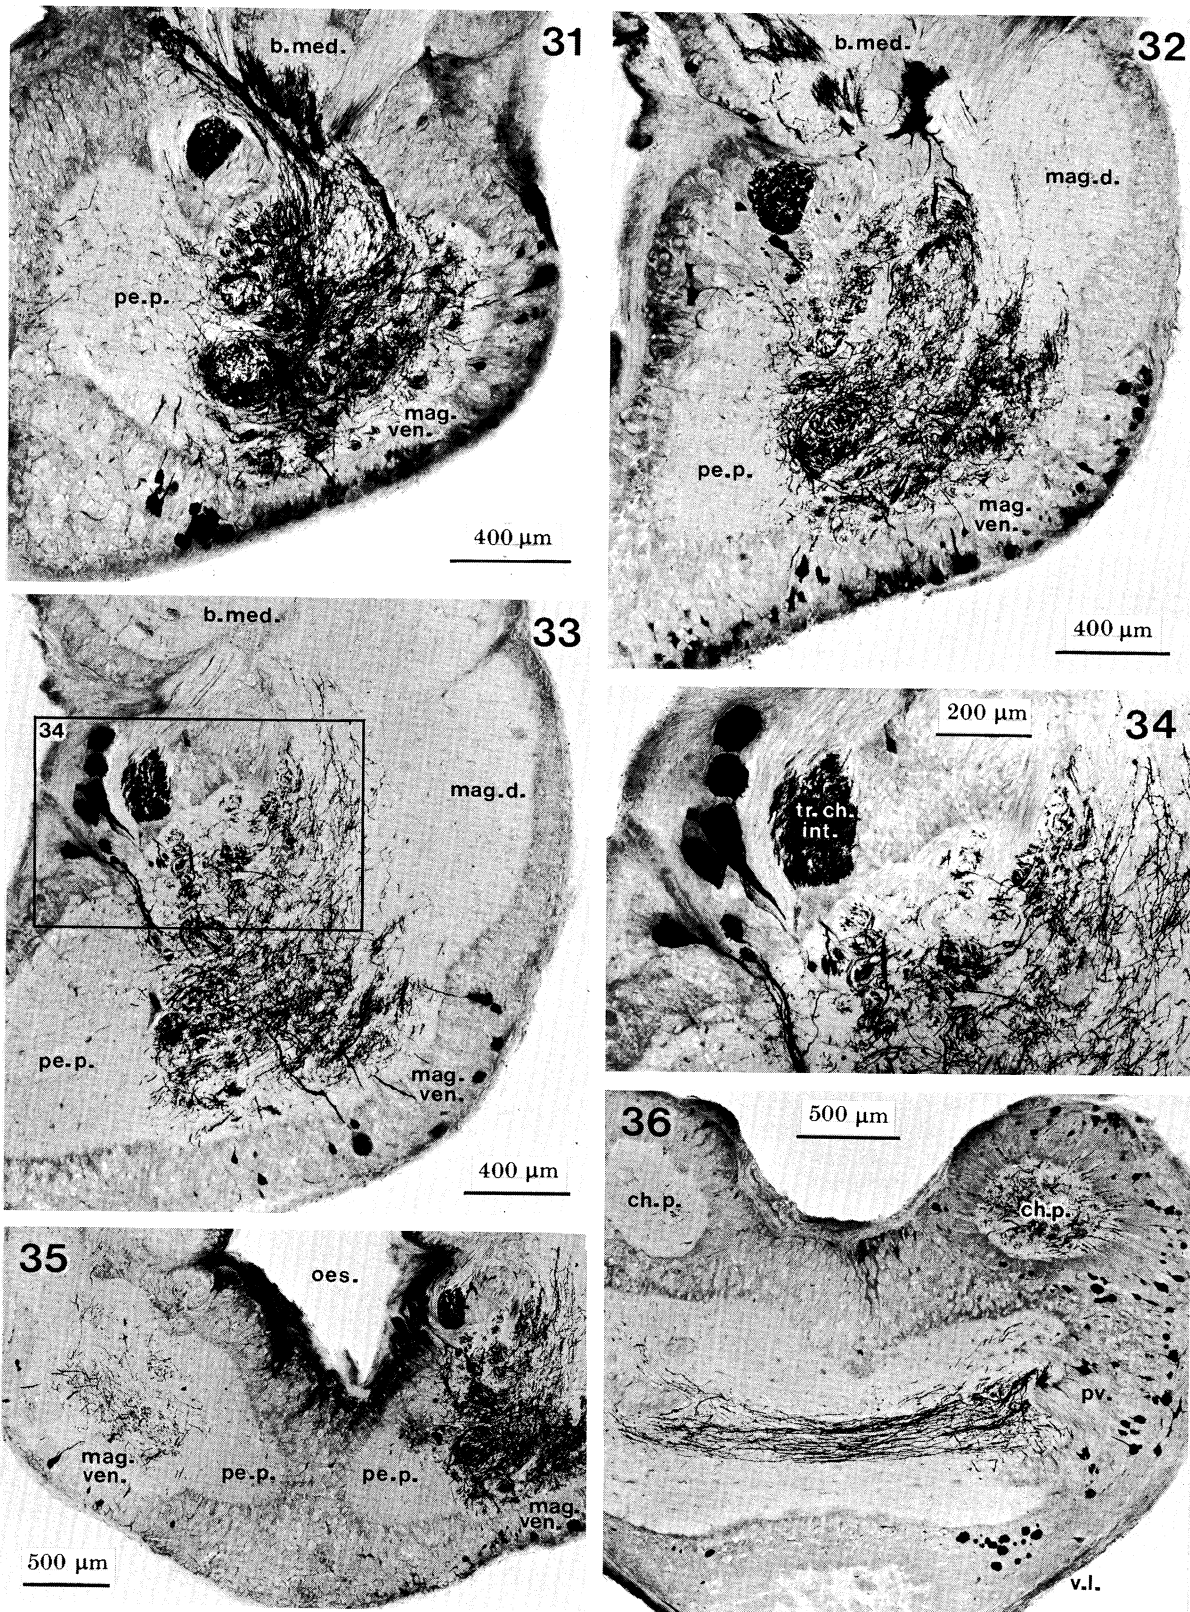 b.med.
31
pe.p.
mag.
ven.
400 µm
b.med.
32
mag.d.
pe.p.
mag.
ven.
400 µm
b.med.
33
34
mag.d.
pe.p.
mag.
ven.
400 µm
200 µm
34
tr.ch.
int.
35
oes.
mag.
ven.
pe.p.
pe.p.
mag.
ven.
500 µm
36
500 µm
ch.p.
ch.p.
pv.
v.l.